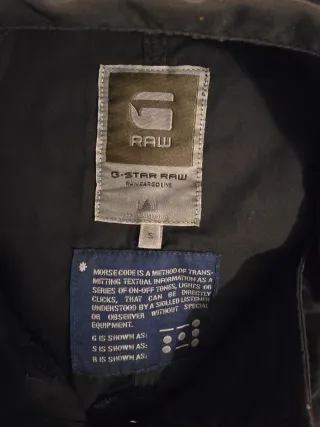 G
RAW
G-STAR RAW
S
MORSE CODE IS A METHOD OF TRANS-
MITTING TEXTUAL INFORMATION AS A
SERIES OF ON-OFF TONES, LIGHTS OR
CLICKS, THAT CAN BE DIRECTLY
UNDERSTOOD BY A SKILLED LISTENER
OR OBSERVER WITHOUT SPECIAL
EQUIPMENT.
G IS SHOWN AS:
S IS SHOWN AS:
R IS SHOWN AS: